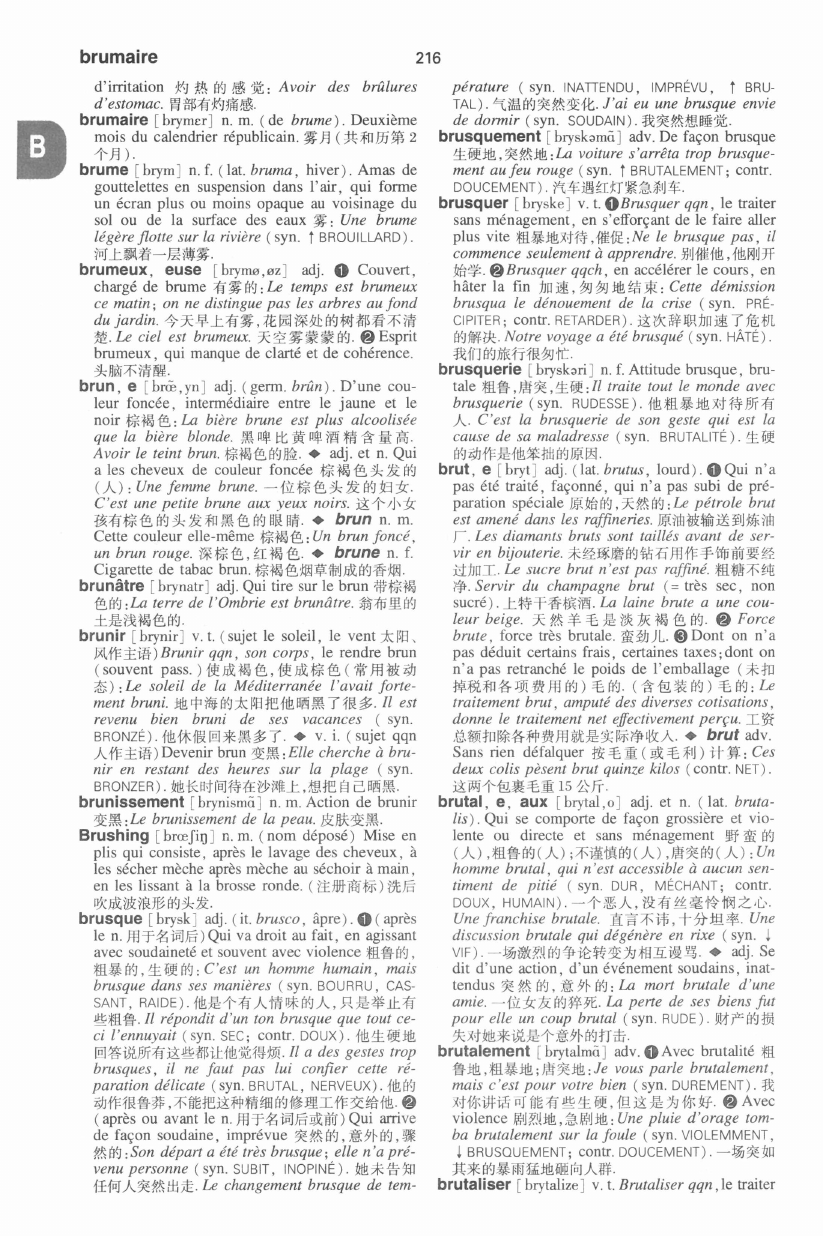 brumaire
216
B
d'irritation 灼热的感觉: Avoir des brûlures
d'estomac. 胃部有灼痛感.
brumaire [brymer] n. m. (de brume). Deuxième
mois du calendrier républicain. 雾月(共和历第2
个月).
brume [brym] n. f. (lat. bruma, hiver). Amas de
gouttelettes en suspension dans l'air, qui forme
un écran plus ou moins opaque au voisinage du
sol ou de la surface des eaux 雾: Une brume
légère flotte sur la rivière (syn. ↑ BROUILLARD).
河上飘着一层薄雾.
brumeux, euse [brymø,øz] adj. ❶ Couvert,
chargé de brume 有雾的: Le temps est brumeux
ce matin; on ne distingue pas les arbres au fond
du jardin. 今天早上有雾,花园深处的树都看不清
楚. Le ciel est brumeux. 天空雾蒙蒙的. ❷ Esprit
brumeux, qui manque de clarté et de cohérence.
头脑不清醒.
brun, e [brœ̃,yn] adj. (germ. brûn). D'une cou-
leur foncée, intermédiaire entre le jaune et le
noir 棕褐色: La bière brune est plus alcoolisée
que la bière blonde. 黑啤比黄啤酒精含量高.
Avoir le teint brun. 棕褐色的脸. ◆ adj. et n. Qui
a les cheveux de couleur foncée 棕褐色头发的
(人): Une femme brune. 一位棕色头发的妇女.
C'est une petite brune aux yeux noirs. 这个小女
孩有棕色的头发和黑色的眼睛. ◆ brun n. m.
Cette couleur elle-même 棕褐色: Un brun foncé,
un brun rouge. 深棕色,红褐色. ◆ brune n. f.
Cigarette de tabac brun. 棕褐色烟草制成的香烟.
brunâtre [brynatr] adj. Qui tire sur le brun 带棕褐
色的: La terre de l'Ombrie est brunâtre. 翁布里的
土是浅褐色的.
brunir [brynir] v. t. (sujet le soleil, le vent 太阳、
风作主语) Brunir qqn, son corps, le rendre brun
(souvent pass.) 使成褐色,使成棕色(常用被动
态): Le soleil de la Méditerranée l'avait forte-
ment bruni. 地中海的太阳把他晒黑了很多. Il est
revenu bien bruni de ses vacances (syn.
BRONZÉ). 他休假回来黑多了. ◆ v. i. (sujet qqn
人作主语) Devenir brun 变黑: Elle cherche à bru-
nir en restant des heures sur la plage (syn.
BRONZER). 她长时间待在沙滩上,想把自己晒黑.
brunissement [brynismɑ̃] n. m. Action de brunir
变黑: Le brunissement de la peau. 皮肤变黑.
Brushing [brœʃiŋ] n. m. (nom déposé) Mise en
plis qui consiste, après le lavage des cheveux, à
les sécher mèche après mèche au séchoir à main,
en les lissant à la brosse ronde. (注册商标)洗后
吹成波浪形的头发.
brusque [brysk] adj. (it. brusco, âpre). ❶ (après
le n. 用于名词后) Qui va droit au fait, en agissant
avec soudaineté et souvent avec violence 粗鲁的,
粗暴的,生硬的: C'est un homme humain, mais
brusque dans ses manières (syn. BOURRU, CAS-
SANT, RAIDE). 他是个有人情味的人,只是举止有
些粗鲁. Il répondit d'un ton brusque que tout ce-
ci l'ennuyait (syn. SEC; contr. DOUX). 他生硬地
回答说所有这些都让他觉得烦. Il a des gestes trop
brusques, il ne faut pas lui confier cette ré-
paration délicate (syn. BRUTAL, NERVEUX). 他的
动作很鲁莽,不能把这种精细的修理工作交给他. ❷
(après ou avant le n. 用于名词后或前) Qui arrive
de façon soudaine, imprévue 突然的,意外的,骤
然的: Son départ a été très brusque; elle n'a pré-
venu personne (syn. SUBIT, INOPINÉ). 她未告知
任何人突然出走. Le changement brusque de tem-
pérature (syn. INATTENDU, IMPRÉVU, ↑ BRU-
TAL). 气温的突然变化. J'ai eu une brusque envie
de dormir (syn. SOUDAIN). 我突然想睡觉.
brusquement [bryskəmɑ̃] adv. De façon brusque
生硬地,突然地: La voiture s'arrêta trop brusque-
ment au feu rouge (syn. ↑ BRUTALEMENT; contr.
DOUCEMENT). 汽车遇红灯紧急刹车.
brusquer [bryske] v. t. ❶ Brusquer qqn, le traiter
sans ménagement, en s'efforçant de le faire aller
plus vite 粗暴地对待,催促: Ne le brusque pas, il
commence seulement à apprendre. 别催他,他刚开
始学. ❷ Brusquer qqch, en accélérer le cours, en
hâter la fin 加速,匆匆地结束: Cette démission
brusqua le dénouement de la crise (syn. PRÉ-
CIPITER; contr. RETARDER). 这次辞职加速了危机
的解决. Notre voyage a été brusqué (syn. HÂTÉ).
我们的旅行很匆忙.
brusquerie [bryskəri] n. f. Attitude brusque, bru-
tale 粗鲁,唐突,生硬: Il traite tout le monde avec
brusquerie (syn. RUDESSE). 他粗暴地对待所有
人. C'est la brusquerie de son geste qui est la
cause de sa maladresse (syn. BRUTALITÉ). 生硬
的动作是他笨拙的原因.
brut, e [bryt] adj. (lat. brutus, lourd). ❶ Qui n'a
pas été traité, façonné, qui n'a pas subi de pré-
paration spéciale 原始的,天然的: Le pétrole brut
est amené dans les raffineries. 原油被输送到炼油
厂. Les diamants bruts sont taillés avant de ser-
vir en bijouterie. 未经琢磨的钻石用作手饰前要经
过加工. Le sucre brut n'est pas raffiné. 粗糖不纯
净. Servir du champagne brut (= très sec, non
sucré). 上特干香槟酒. La laine brute a une cou-
leur beige. 天然羊毛是淡灰褐色的. ❷ Force
brute, force très brutale. 蛮劲儿. ❸ Dont on n'a
pas déduit certains frais, certaines taxes; dont on
n'a pas retranché le poids de l'emballage (未扣
掉税和各项费用的)毛的. (含包装的)毛的: Le
traitement brut, amputé des diverses cotisations,
donne le traitement net effectivement perçu. 工资
总额扣除各种费用就是实际净收入. ◆ brut adv.
Sans rien défalquer 按毛重(或毛利)计算: Ces
deux colis pèsent brut quinze kilos (contr. NET).
这两个包裹毛重15公斤.
brutal, e, aux [brytal,o] adj. et n. (lat. bruta-
lis). Qui se comporte de façon grossière et vio-
lente ou directe et sans ménagement 野蛮的
(人),粗鲁的(人);不谨慎的(人),唐突的(人): Un
homme brutal, qui n'est accessible à aucun sen-
timent de pitié (syn. DUR, MÉCHANT; contr.
DOUX, HUMAIN). 一个恶人,没有丝毫怜悯之心.
Une franchise brutale. 直言不讳,十分坦率. Une
discussion brutale qui dégénère en rixe (syn. ↓
VIF). 一场激烈的争论转变为相互谩骂. ◆ adj. Se
dit d'une action, d'un événement soudains, inat-
tendus 突然的,意外的: La mort brutale d'une
amie. 一位女友的猝死. La perte de ses biens fut
pour elle un coup brutal (syn. RUDE). 财产的损
失对她来说是个意外的打击.
brutalement [brytalmɑ̃] adv. ❶ Avec brutalité 粗
鲁地,粗暴地;唐突地: Je vous parle brutalement,
mais c'est pour votre bien (syn. DUREMENT). 我
对你讲话可能有些生硬,但这是为你好. ❷ Avec
violence 剧烈地,急剧地: Une pluie d'orage tom-
ba brutalement sur la foule (syn. VIOLEMMENT,
↓ BRUSQUEMENT; contr. DOUCEMENT). 一场突如
其来的暴雨猛地砸向人群.
brutaliser [brytalize] v. t. Brutaliser qqn, le traiter